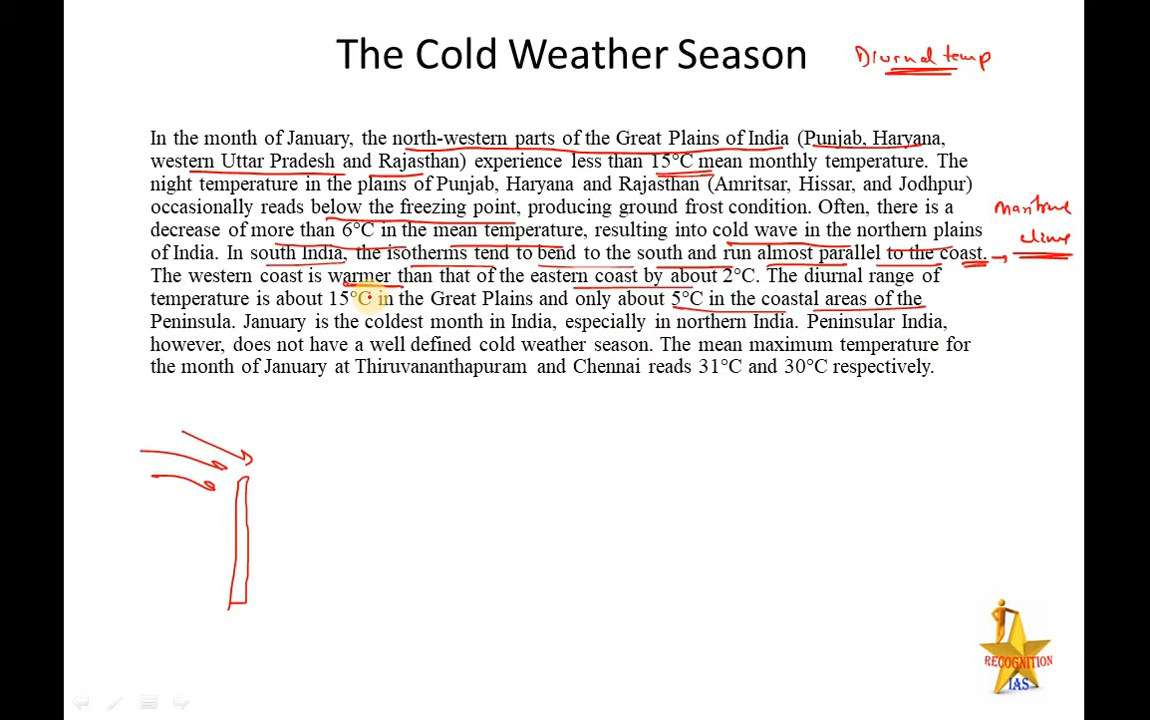 The Cold Weather Season
Diurnal temp
In the month of January, the north-western parts of the Great Plains of India (Punjab, Haryana,
western Uttar Pradesh and Rajasthan) experience less than 15°C mean monthly temperature. The
night temperature in the plains of Punjab, Haryana and Rajasthan (Amritsar, Hissar, and Jodhpur)
occasionally reads below the freezing point, producing ground frost condition. Often, there is a
decrease of more than 6°C in the mean temperature, resulting into cold wave in the northern plains
of India. In south India, the isotherms tend to bend to the south and run almost parallel to the coast.
The western coast is warmer than that of the eastern coast by about 2°C. The diurnal range of
temperature is about 15°C in the Great Plains and only about 5°C in the coastal areas of the
Peninsula. January is the coldest month in India, especially in northern India. Peninsular India,
however, does not have a well defined cold weather season. The mean maximum temperature for
the month of January at Thiruvananthapuram and Chennai reads 31°C and 30°C respectively.
RECOGNITION
IAS